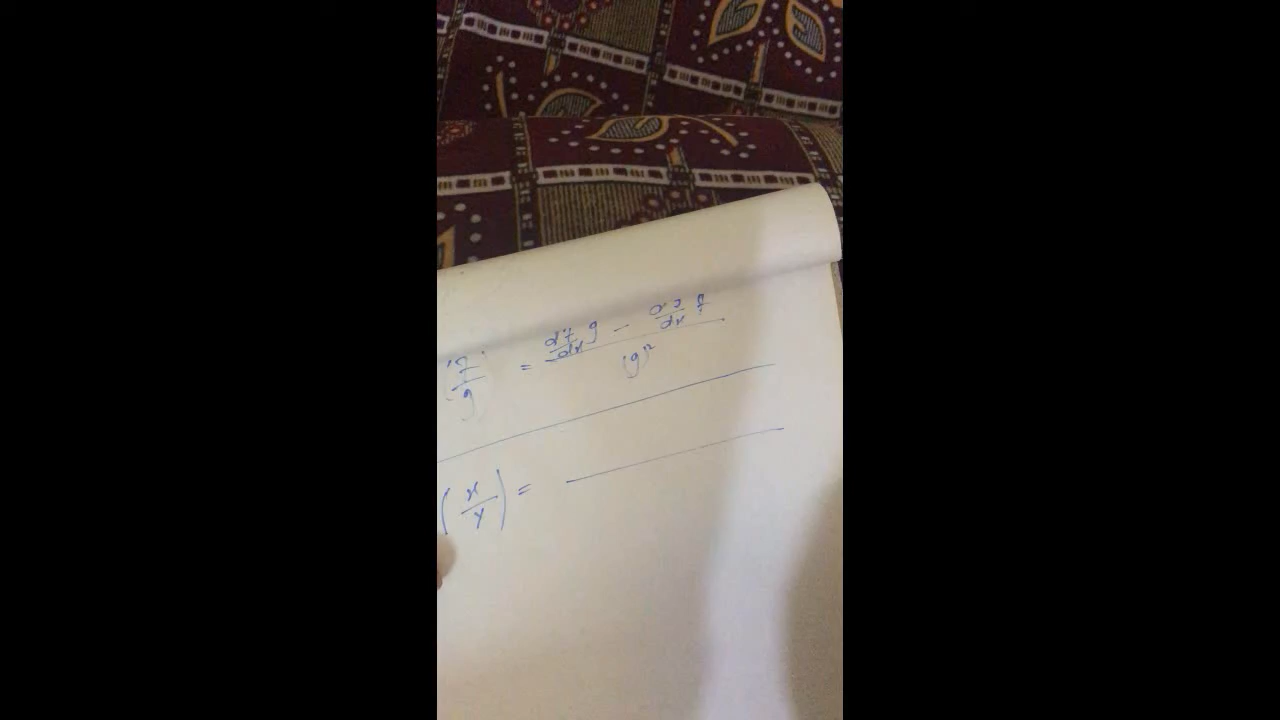 (f/g) = (df/dx g - dg/dx f)/(g)²
(x/y) =